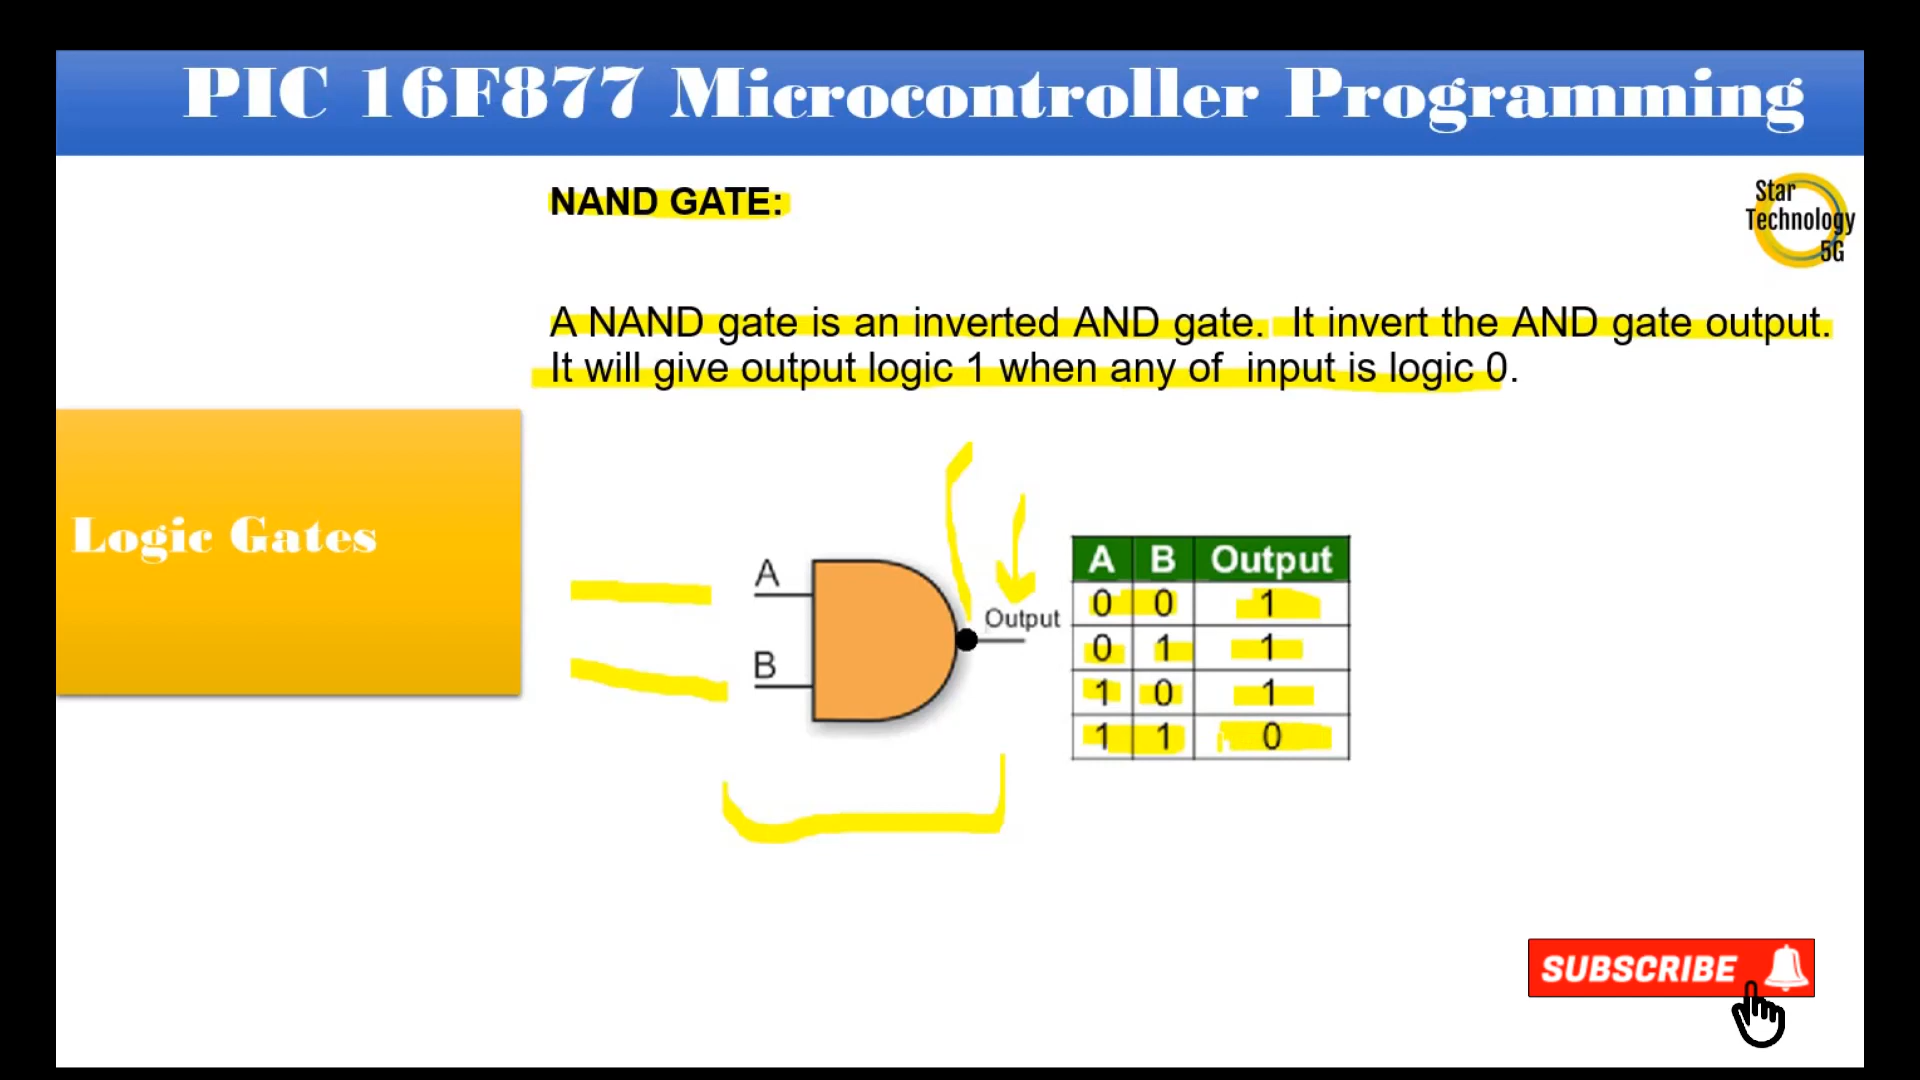 PIC 16F877 Microcontroller Programming
Star
Technology
5G
NAND GATE:
A NAND gate is an inverted AND gate. It invert the AND gate output.
It will give output logic 1 when any of input is logic 0.
Logic Gates
A
B
Output
A B Output
0 0 1
0 1 1
1 0 1
1 1 0
SUBSCRIBE